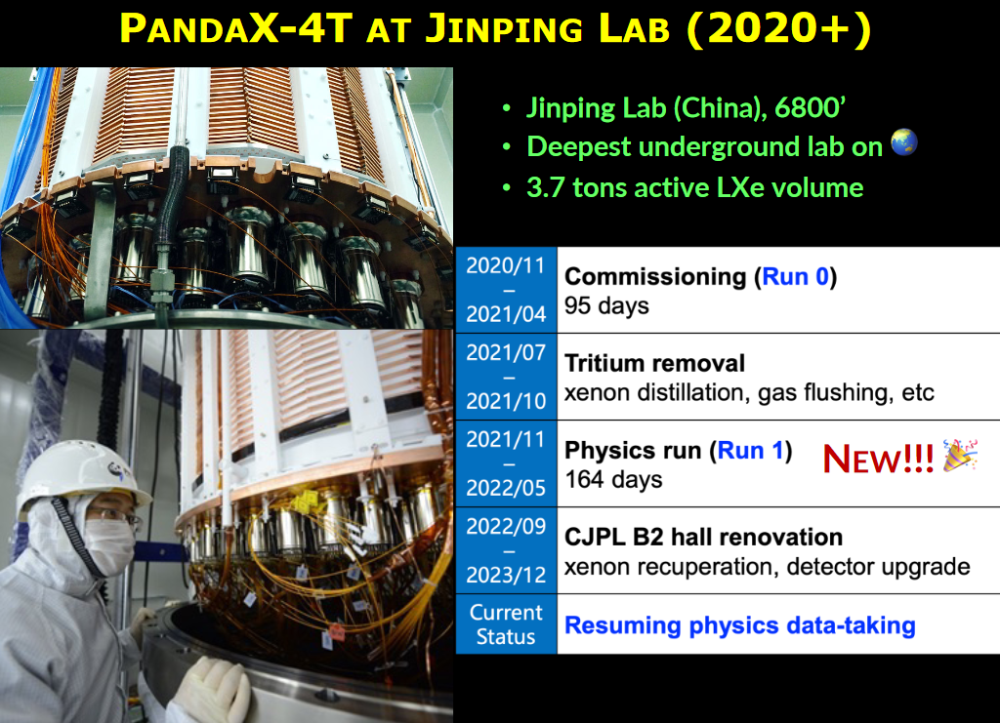 PANDAX-4T AT JINPING LAB (2020+)
• Jinping Lab (China), 6800’
• Deepest underground lab on 🌏
• 3.7 tons active LXe volume
2020/11
–
2021/04
Commissioning (Run 0)
95 days
2021/07
–
2021/10
Tritium removal
xenon distillation, gas flushing, etc
2021/11
–
2022/05
Physics run (Run 1)
164 days
NEW!!! 🎉
2022/09
–
2023/12
CJPL B2 hall renovation
xenon recuperation, detector upgrade
Current
Status
Resuming physics data-taking